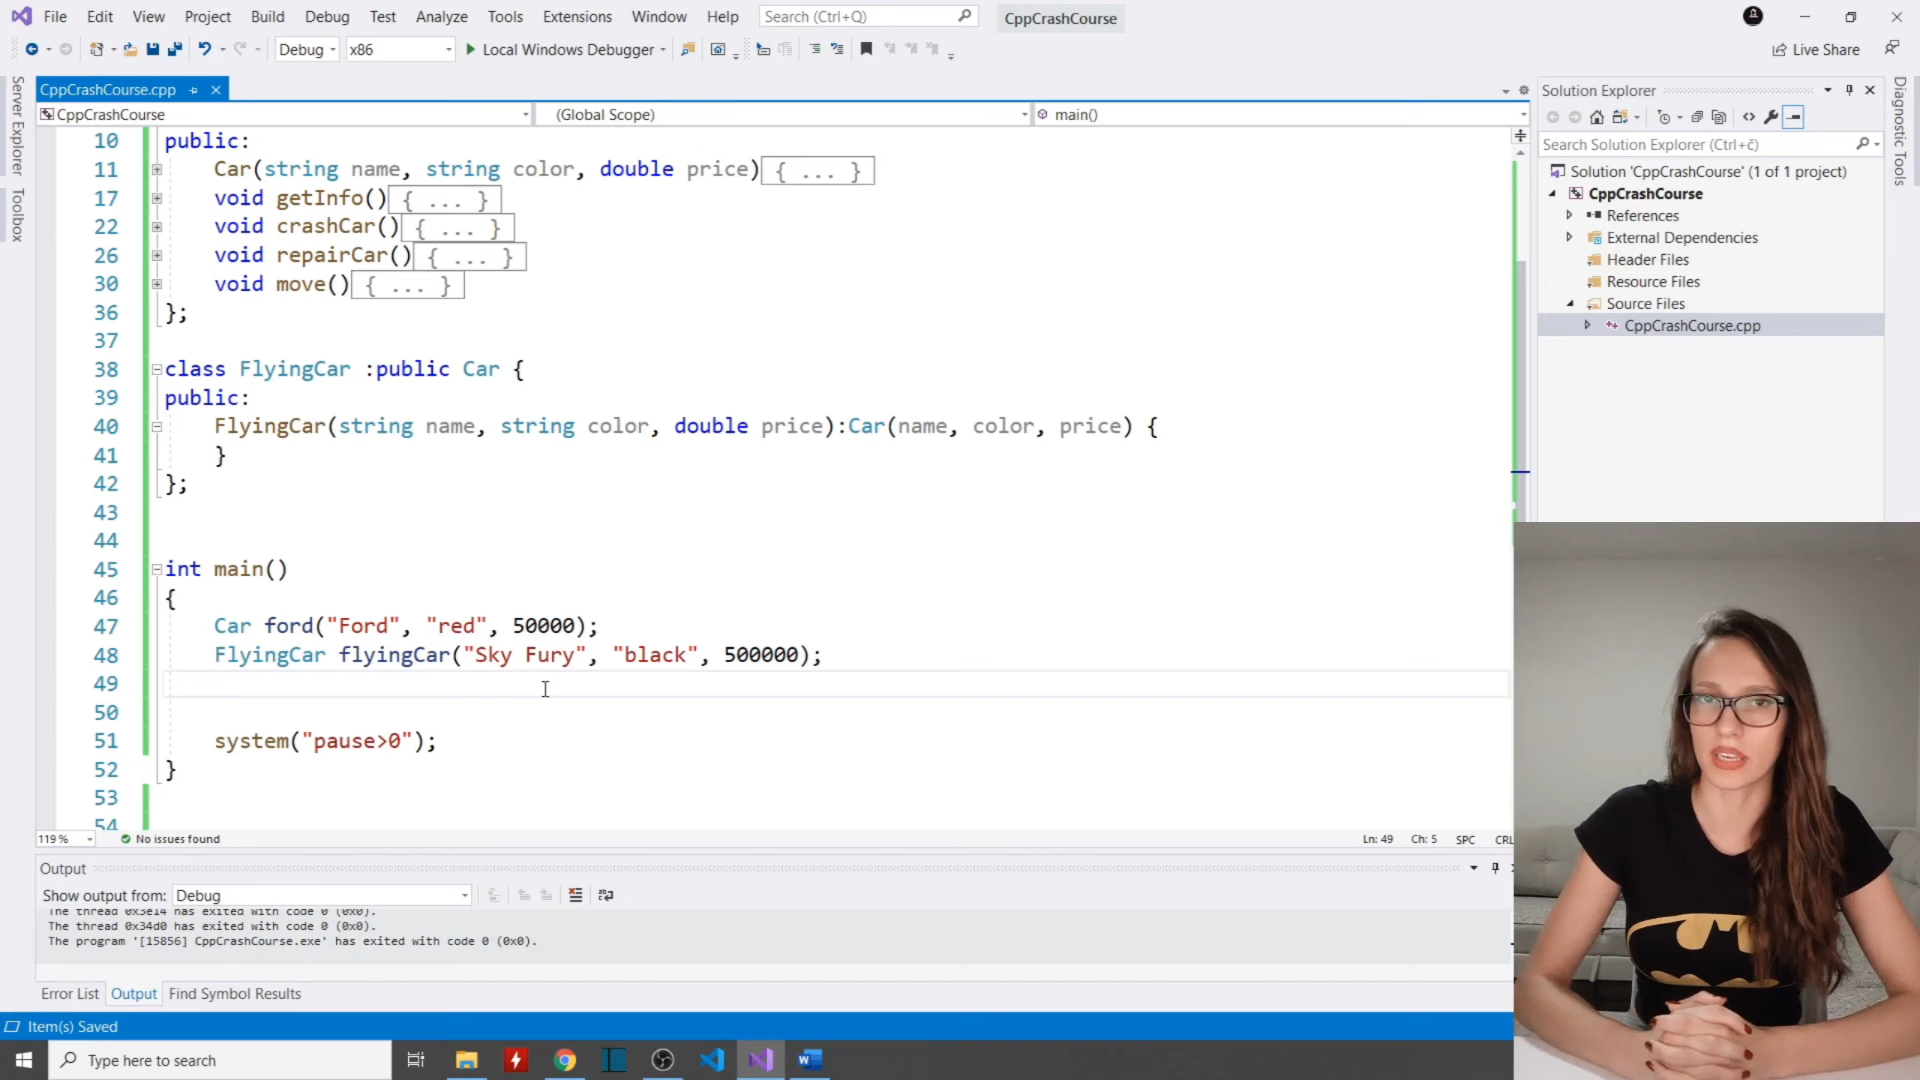 File Edit View Project Build Debug Test Analyze Tools Extensions Window Help Search (Ctrl+Q) CppCrashCourse
Debug x86 Local Windows Debugger Live Share
CppCrashCourse.cpp
CppCrashCourse (Global Scope) main()
10 public:
11 Car(string name, string color, double price){ ... }
17 void getInfo(){ ... }
22 void crashCar(){ ... }
26 void repairCar(){ ... }
30 void move(){ ... }
36 };
37
38 class FlyingCar :public Car {
39 public:
40 FlyingCar(string name, string color, double price):Car(name, color, price) {
41 }
42 };
43
44
45 int main()
46 {
47 Car ford("Ford", "red", 50000);
48 FlyingCar flyingCar("Sky Fury", "black", 500000);
49
50
51 system("pause>0");
52 }
53
54
119 % No issues found Ln: 49 Ch: 5 SPC CRL
Output
Show output from: Debug
The thread 0x3e14 has exited with code 0 (0x0).
The thread 0x34d0 has exited with code 0 (0x0).
The program '[15856] CppCrashCourse.exe' has exited with code 0 (0x0).
Error List Output Find Symbol Results
Item(s) Saved
Type here to search
Server Explorer
Toolbox
Solution Explorer
Search Solution Explorer (Ctrl+č)
Solution 'CppCrashCourse' (1 of 1 project)
CppCrashCourse
References
External Dependencies
Header Files
Resource Files
Source Files
CppCrashCourse.cpp
Diagnostic Tools